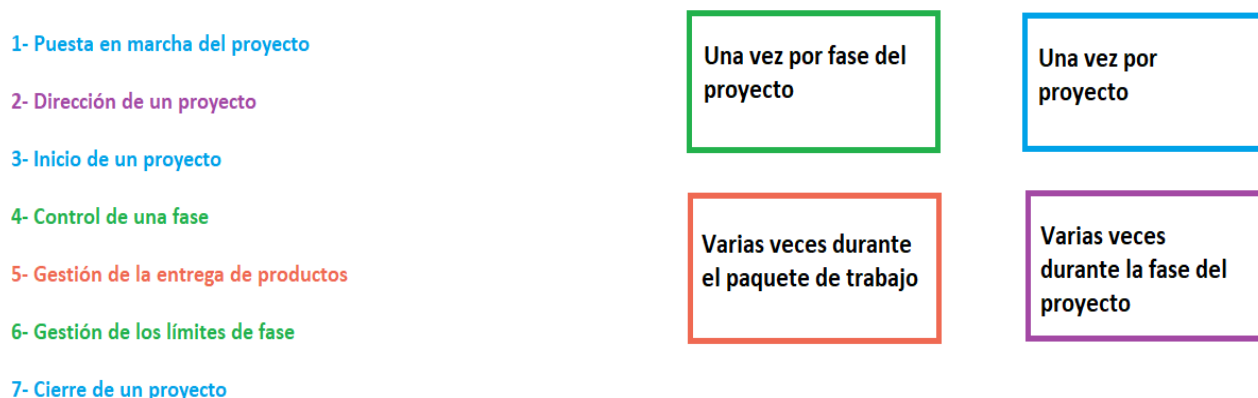 1- Puesta en marcha del proyecto
2- Dirección de un proyecto
3- Inicio de un proyecto
4- Control de una fase
5- Gestión de la entrega de productos
6- Gestión de los límites de fase
7- Cierre de un proyecto
Una vez por fase del
proyecto
Una vez por
proyecto
Varias veces durante
el paquete de trabajo
Varias veces
durante la fase del
proyecto